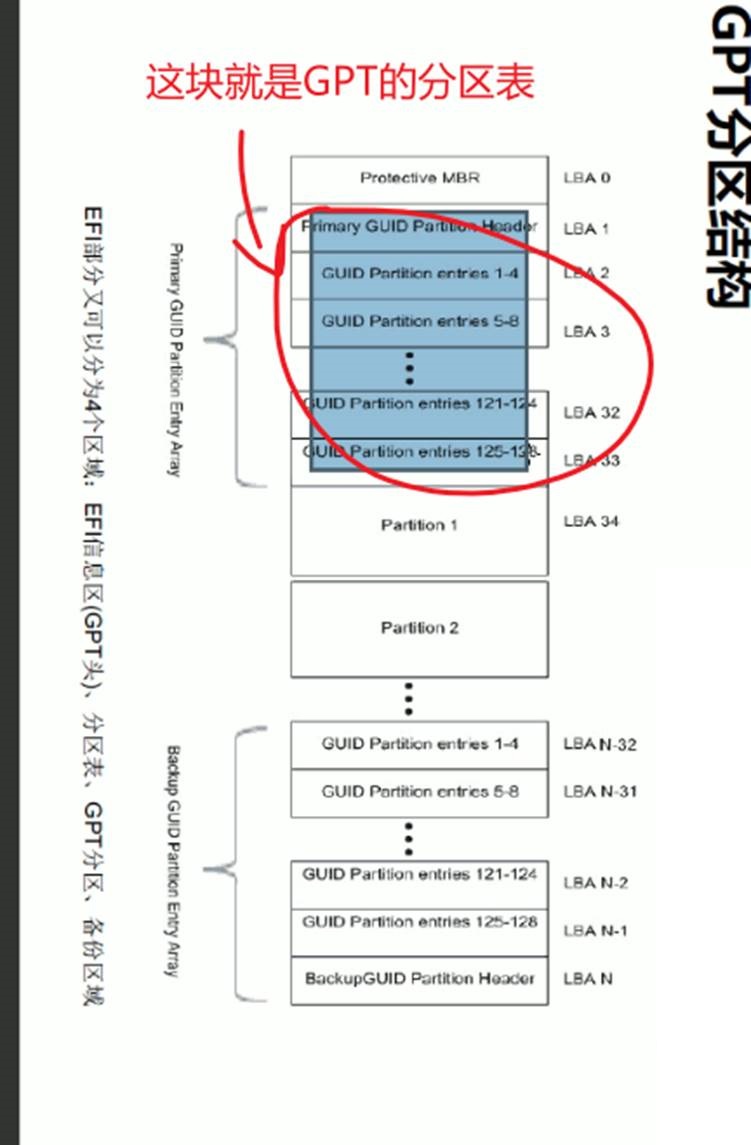 GPT分区结构
这块就是GPT的分区表
Protective MBR LBA 0
Primary GUID Partition Header LBA 1
GUID Partition entries 1-4 LBA 2
GUID Partition entries 5-8 LBA 3
GUID Partition entries 121-124 LBA 32
GUID Partition entries 125-128 LBA 33
Primary GUID Partition Entry Array
Partition 1 LBA 34
Partition 2
GUID Partition entries 1-4 LBA N-32
GUID Partition entries 5-8 LBA N-31
GUID Partition entries 121-124 LBA N-2
GUID Partition entries 125-128 LBA N-1
BackupGUID Partition Header LBA N
Backup GUID Partition Entry Array
EFI部分又可以分为4个区域：EFI信息区(GPT头)、分区表、GPT分区、备份区域